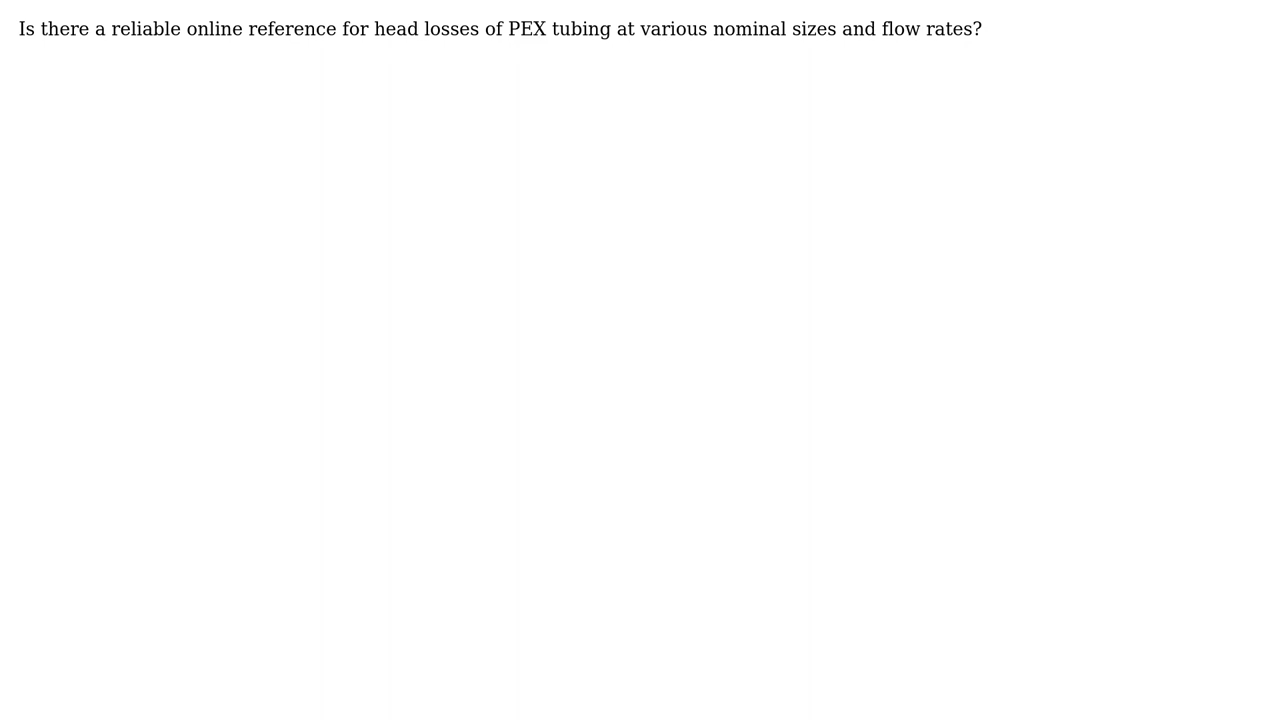 Is there a reliable online reference for head losses of PEX tubing at various nominal sizes and flow rates?